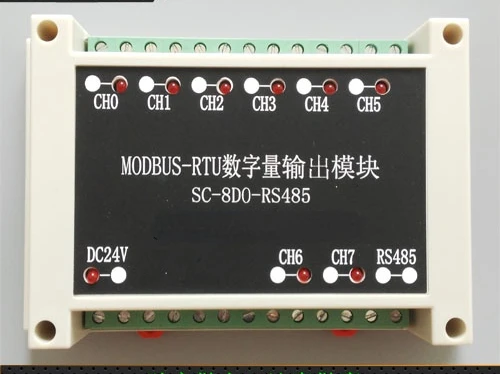 CH0 CH1 CH2 CH3 CH4 CH5
MODBUS-RTU数字量输出模块
SC-8DO-RS485
DC24V CH6 CH7 RS485